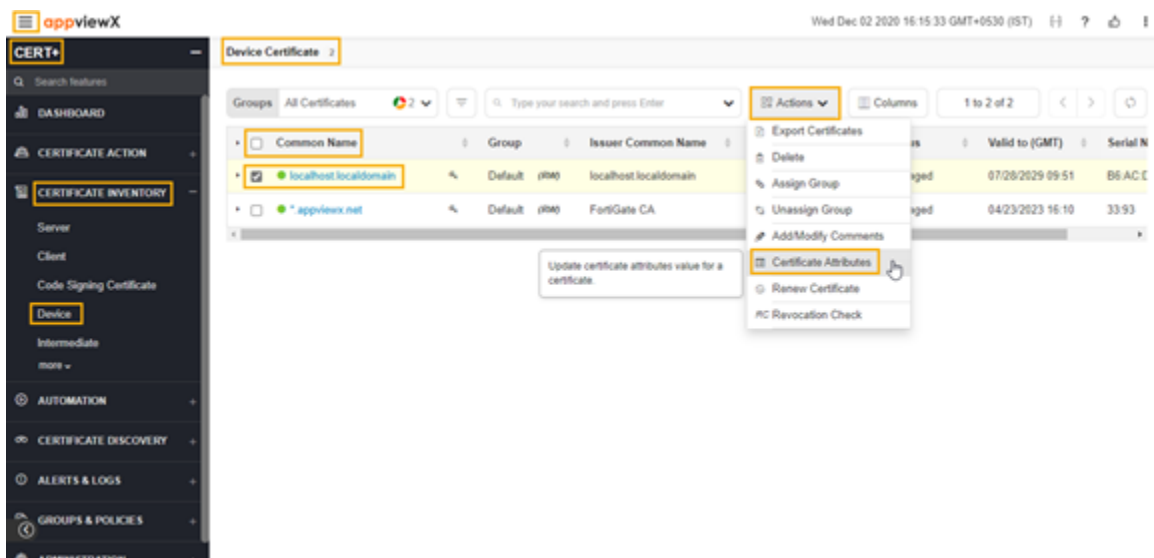 appviewX
Wed Dec 02 2020 16:15:33 GMT+0530 (IST) ?
CERT+
Device Certificate 2
Search features
DASHBOARD
CERTIFICATE ACTION +
CERTIFICATE INVENTORY −
Server
Client
Code Signing Certificate
Device
Intermediate
more
AUTOMATION +
CERTIFICATE DISCOVERY +
ALERTS & LOGS +
GROUPS & POLICIES +
Groups All Certificates 2 Type your search and press Enter Actions Columns 1 to 2 of 2
Common Name Group Issuer Common Name Valid to (GMT) Serial N
localhost.localdomain Default localhost.localdomain aged 07/28/2029 09:51 B6:AC:D
*.appviewx.net Default FortiGate CA aged 04/23/2023 16:10 33:93
Export Certificates
Delete
Assign Group
Unassign Group
Add/Modify Comments
Certificate Attributes
Renew Certificate
RC Revocation Check
Update certificate attributes value for a
certificate.